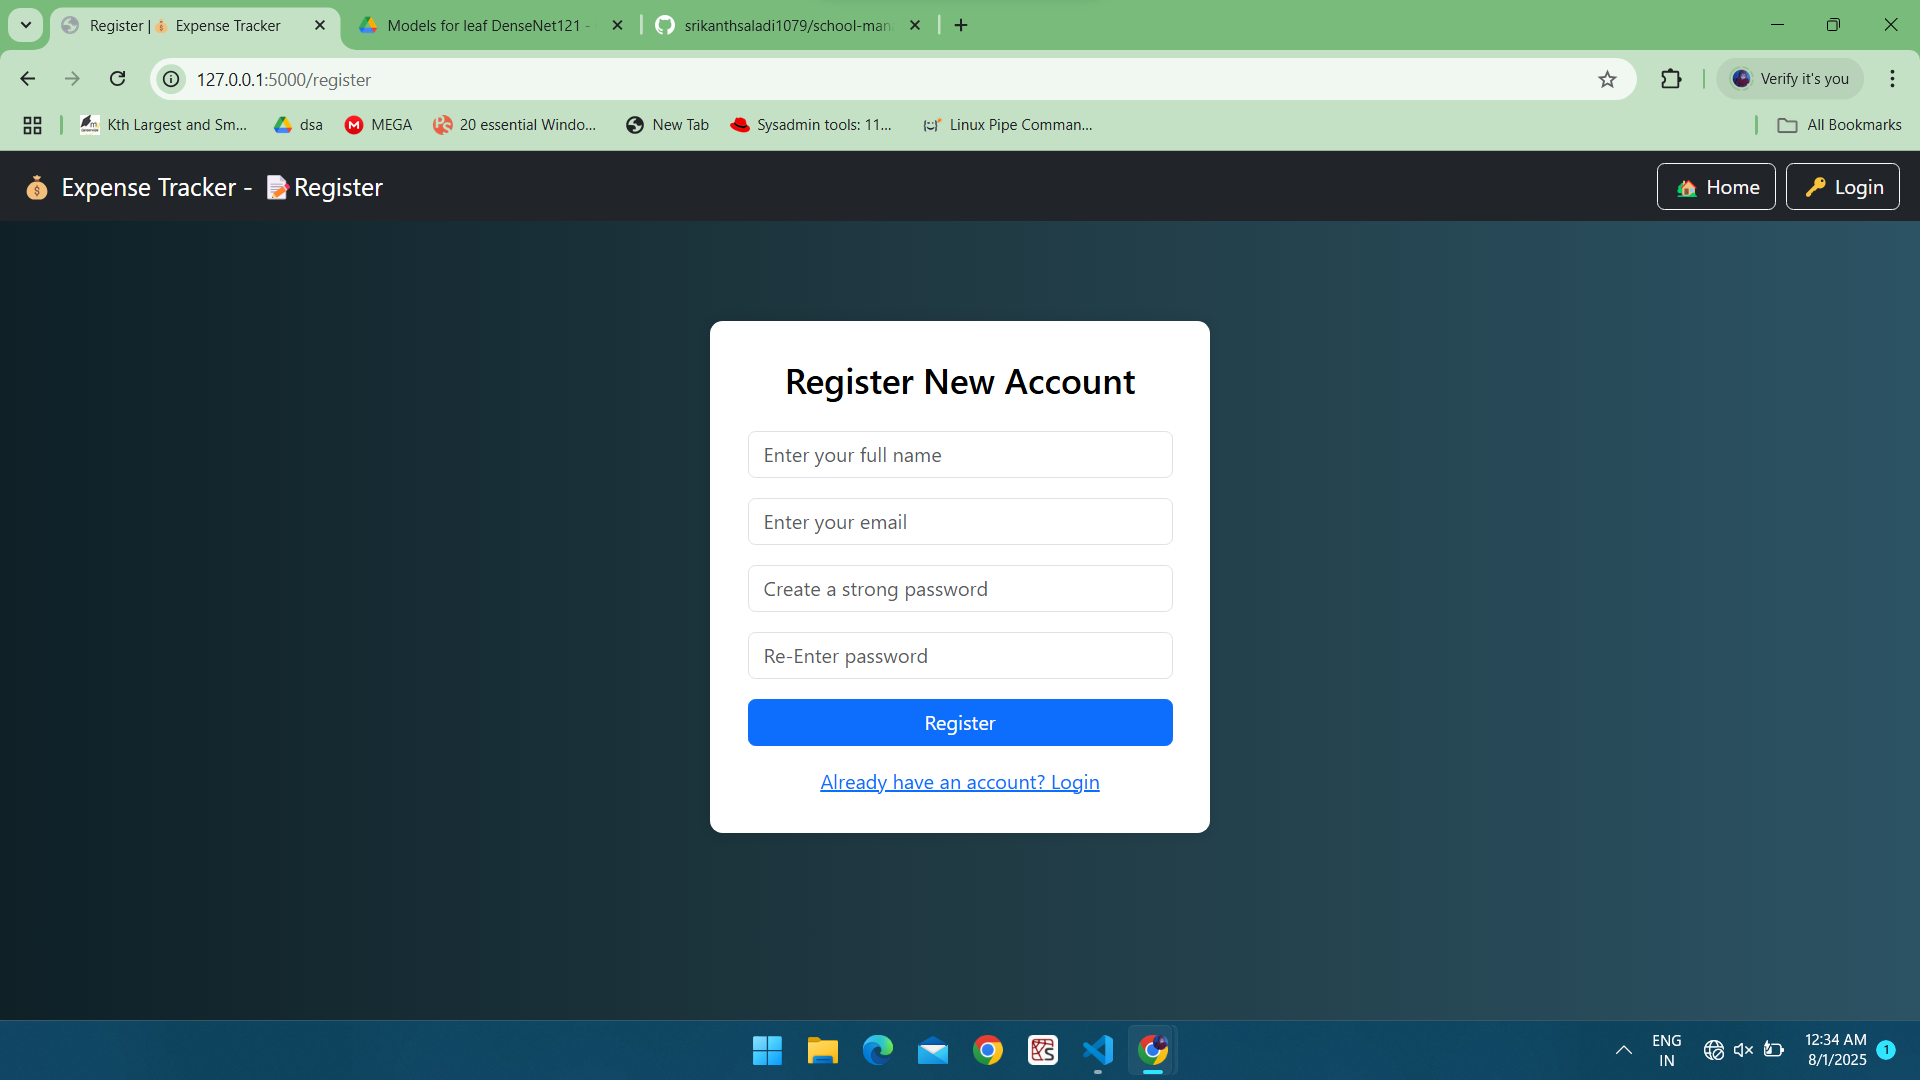 Register | 💰 Expense Tracker
Models for leaf DenseNet121 -
srikanthsaladi1079/school-man
127.0.0.1:5000/register
Verify it's you
Kth Largest and Sm...
dsa
MEGA
20 essential Windo...
New Tab
Sysadmin tools: 11...
Linux Pipe Comman...
All Bookmarks
💰 Expense Tracker - 📝Register
🏠 Home
🔑 Login
Register New Account
Enter your full name
Enter your email
Create a strong password
Re-Enter password
Register
Already have an account? Login
ENG
IN
12:34 AM
8/1/2025
1